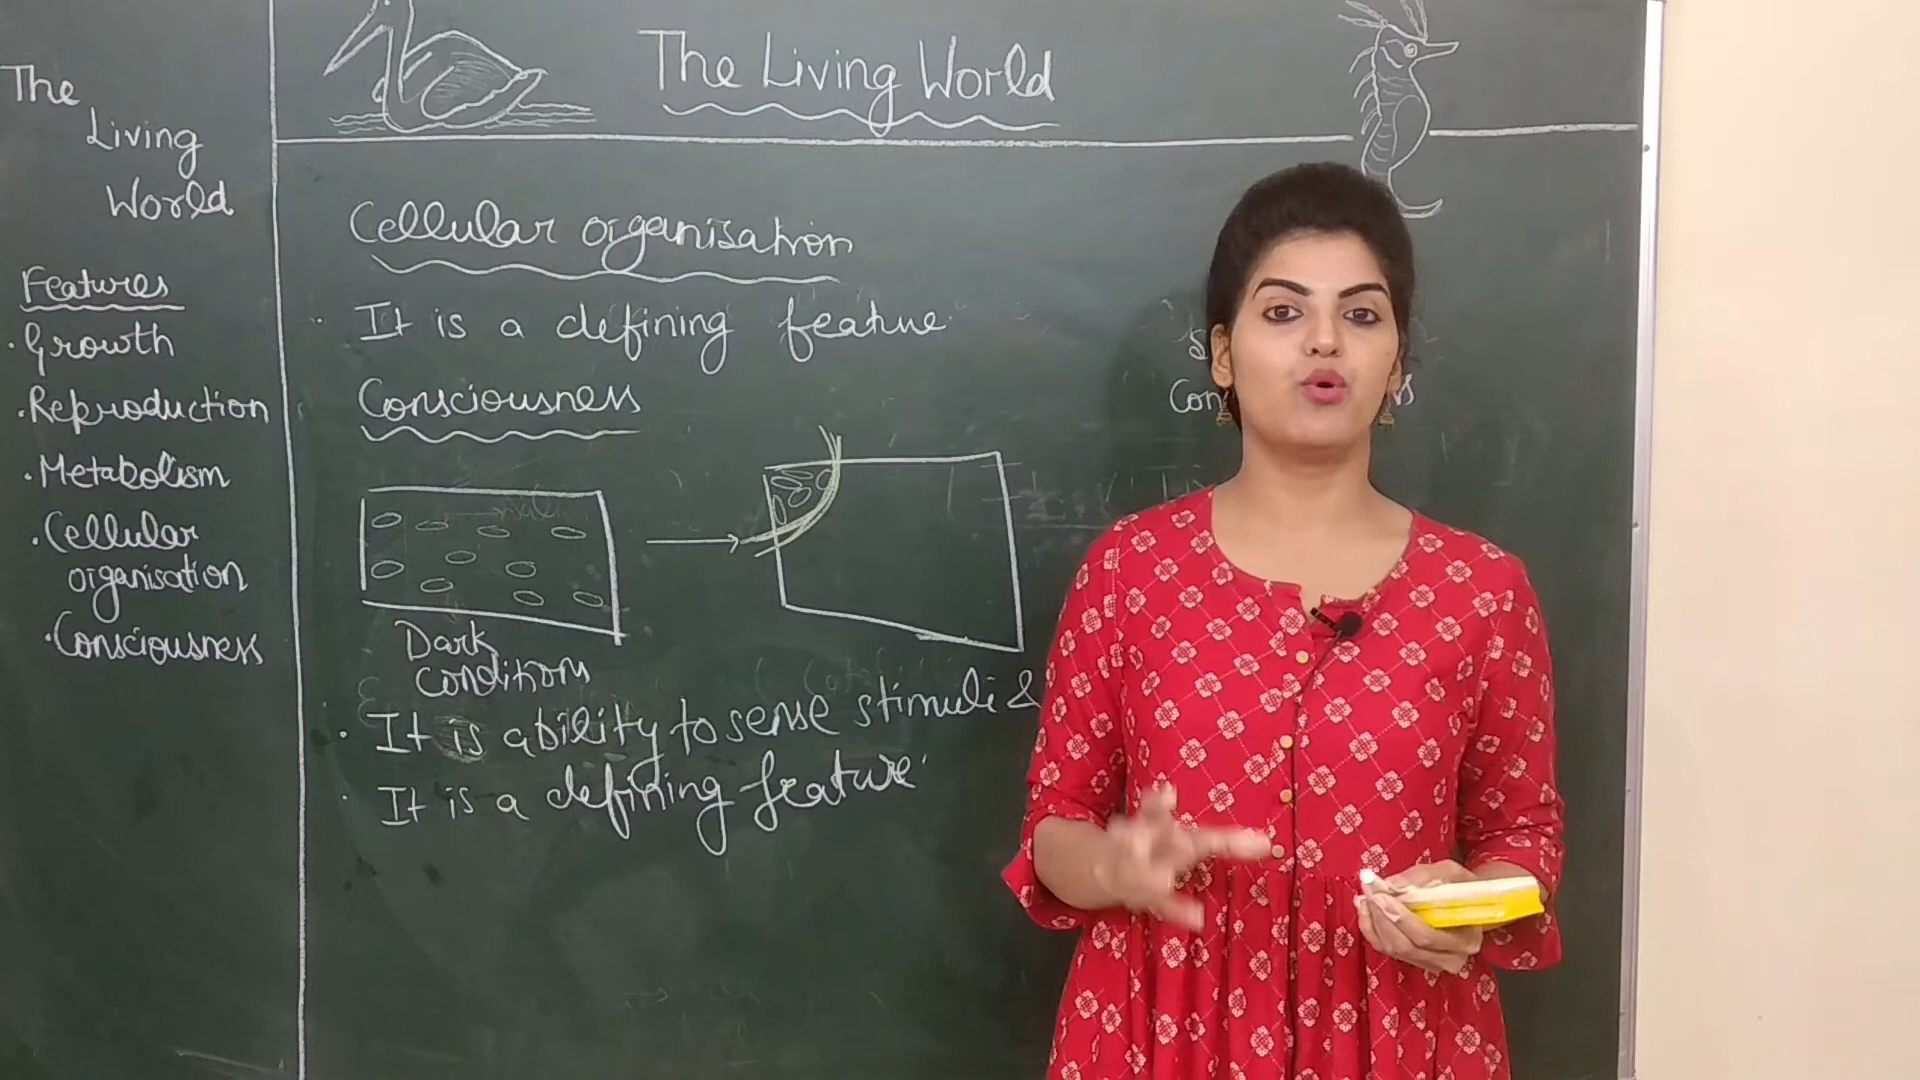 The
Living
World
Features
· Growth
· Reproduction
· Metabolism
· Cellular
organisation
· Consciousness
The Living World
Cellular organisation
· It is a defining feature
Consciousness
Dark
conditions
· It is ability to sense stimuli &
· It is a defining feature